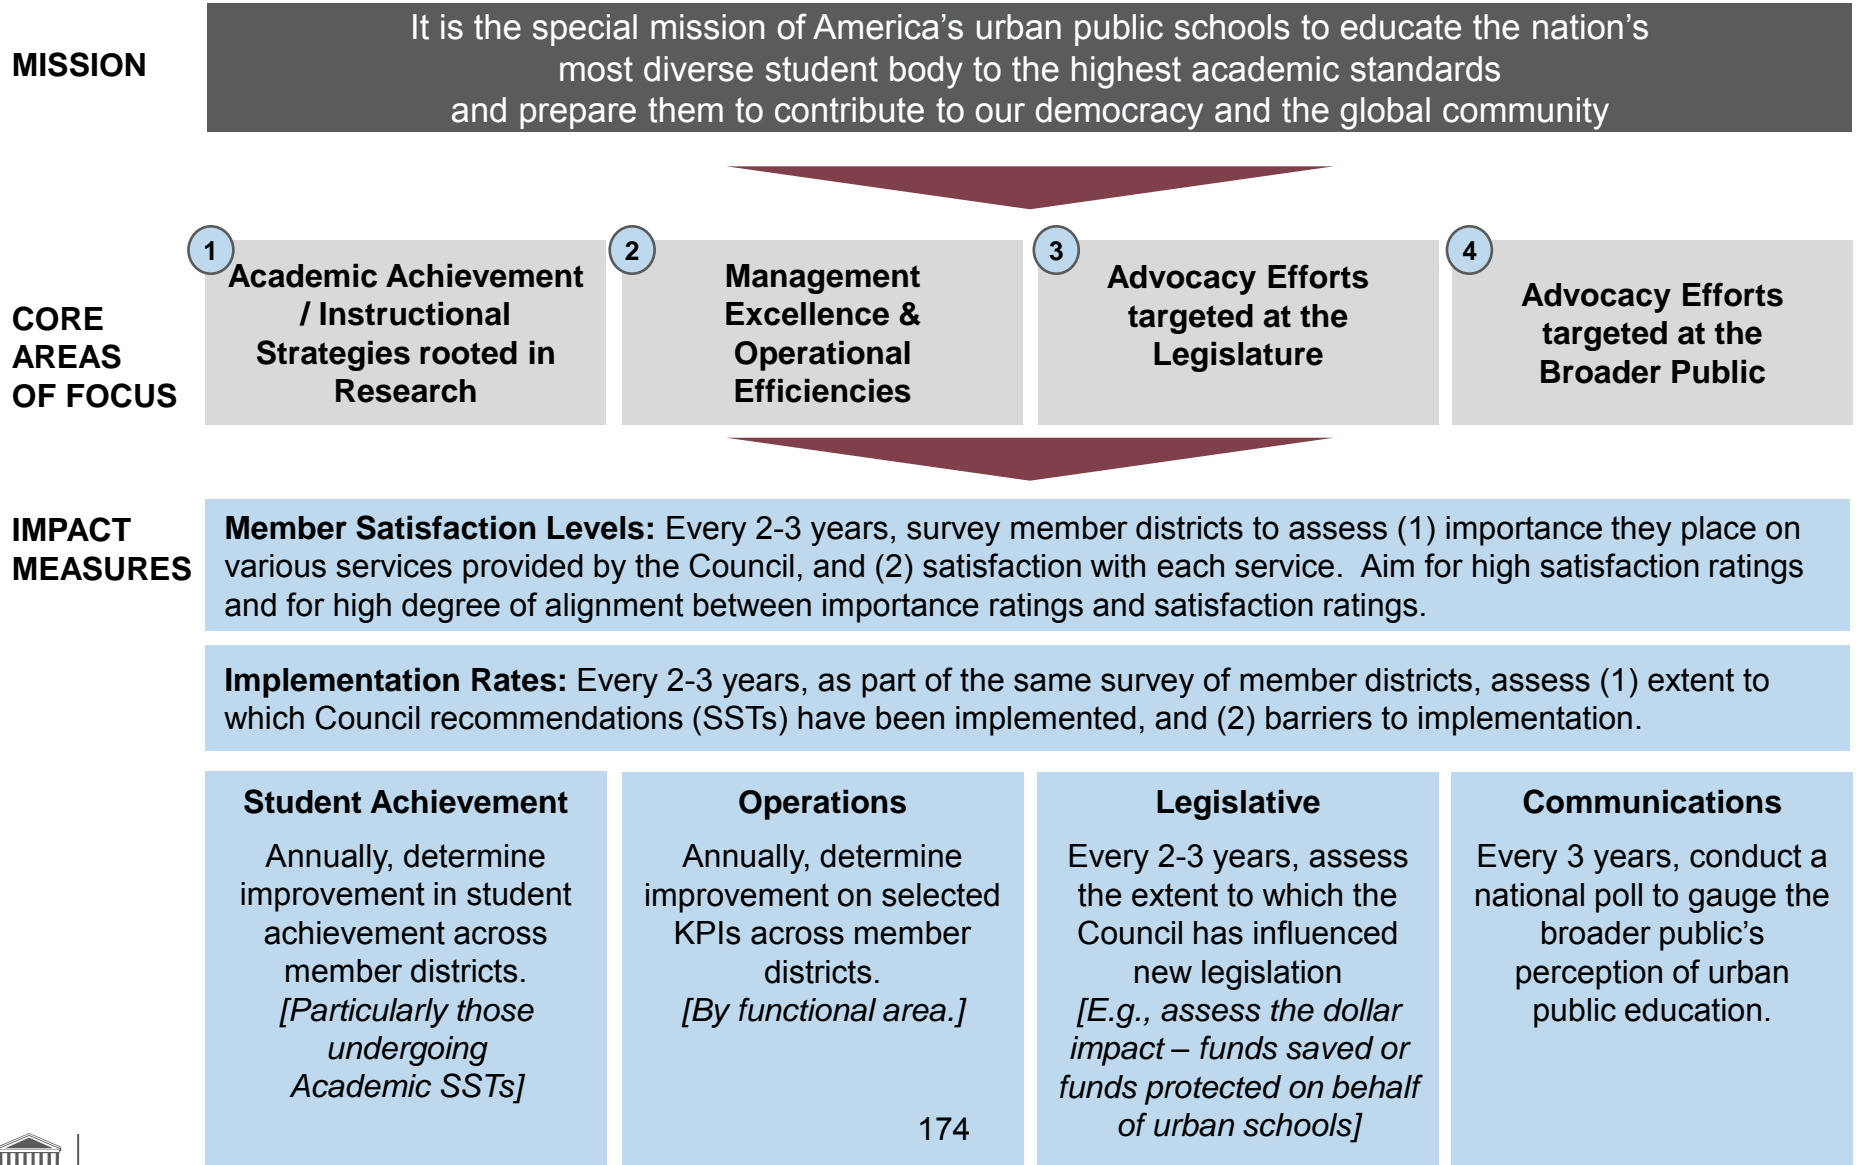 MISSION
It is the special mission of America's urban public schools to educate the nation's
most diverse student body to the highest academic standards
and prepare them to contribute to our democracy and the global community
CORE
AREAS
OF FOCUS
1
Academic Achievement
/ Instructional
Strategies rooted in
Research
2
Management
Excellence &
Operational
Efficiencies
3
Advocacy Efforts
targeted at the
Legislature
4
Advocacy Efforts
targeted at the
Broader Public
IMPACT
MEASURES
Member Satisfaction Levels: Every 2-3 years, survey member districts to assess (1) importance they place on
various services provided by the Council, and (2) satisfaction with each service.  Aim for high satisfaction ratings
and for high degree of alignment between importance ratings and satisfaction ratings.
Implementation Rates: Every 2-3 years, as part of the same survey of member districts, assess (1) extent to
which Council recommendations (SSTs) have been implemented, and (2) barriers to implementation.
Student Achievement
Annually, determine
improvement in student
achievement across
member districts.
[Particularly those
undergoing
Academic SSTs]
Operations
Annually, determine
improvement on selected
KPIs across member
districts.
[By functional area.]
Legislative
Every 2-3 years, assess
the extent to which the
Council has influenced
new legislation
[E.g., assess the dollar
impact – funds saved or
funds protected on behalf
of urban schools]
Communications
Every 3 years, conduct a
national poll to gauge the
broader public's
perception of urban
public education.
174